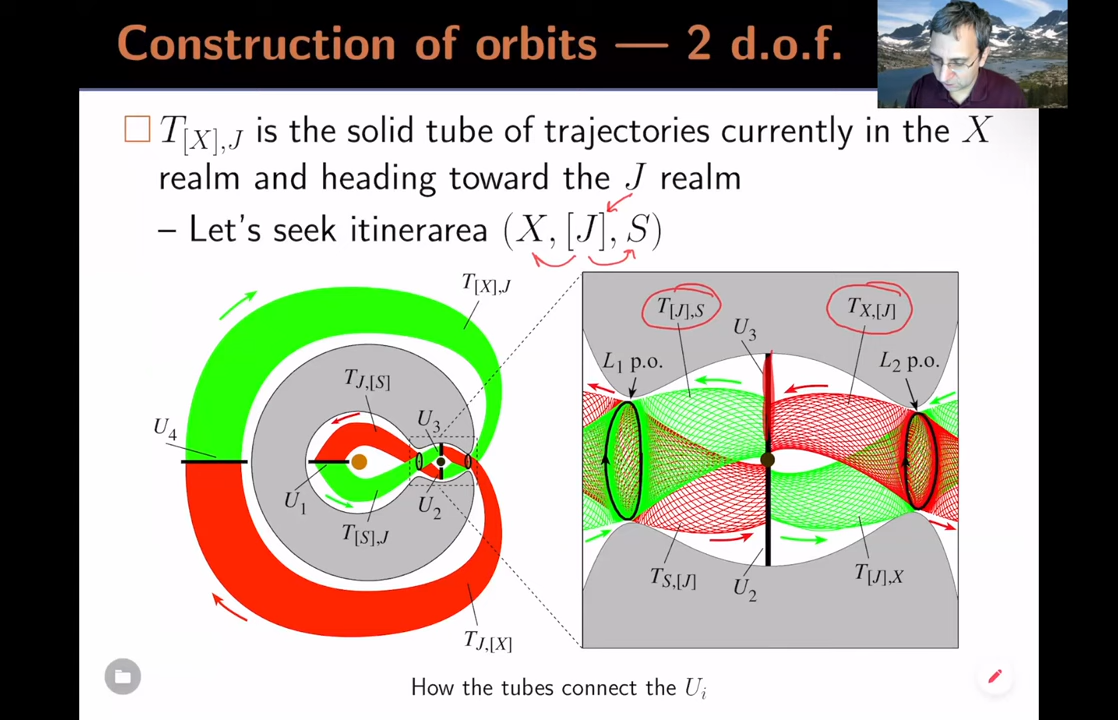 Construction of orbits — 2 d.o.f.
T[X],J is the solid tube of trajectories currently in the X
realm and heading toward the J realm
– Let's seek itinerarea (X, [J], S)
T[X],J
TJ,[S]
U4
U3
U1
U2
T[S],J
TJ,[X]
T[J],S
TX,[J]
U3
L1 p.o.
L2 p.o.
TS,[J]
U2
T[J],X
How the tubes connect the Ui